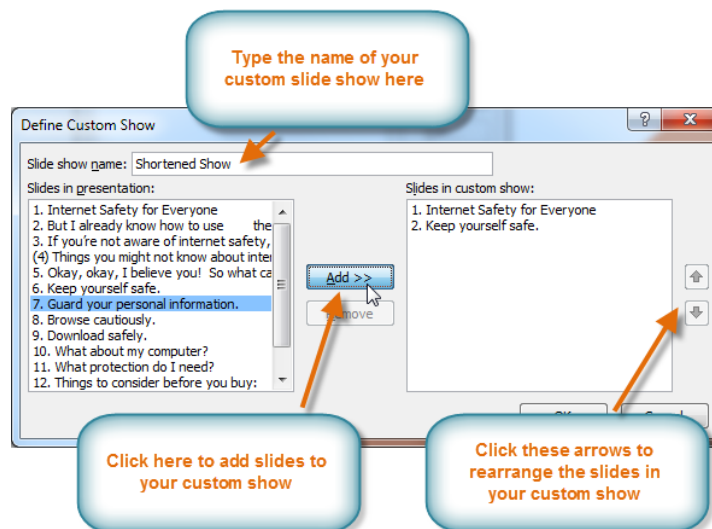 Type the name of your
custom slide show here
Define Custom Show
Slide show name: Shortened Show
Slides in presentation:
1. Internet Safety for Everyone
2. But I already know how to use the
3. If you're not aware of internet safety,
(4) Things you might not know about inter
5. Okay, okay, I believe you! So what ca
6. Keep yourself safe.
7. Guard your personal information.
8. Browse cautiously.
9. Download safely.
10. What about my computer?
11. What protection do I need?
12. Things to consider before you buy:
Add >>
Remove
Slides in custom show:
1. Internet Safety for Everyone
2. Keep yourself safe.
Click here to add slides to
your custom show
Click these arrows to
rearrange the slides in
your custom show